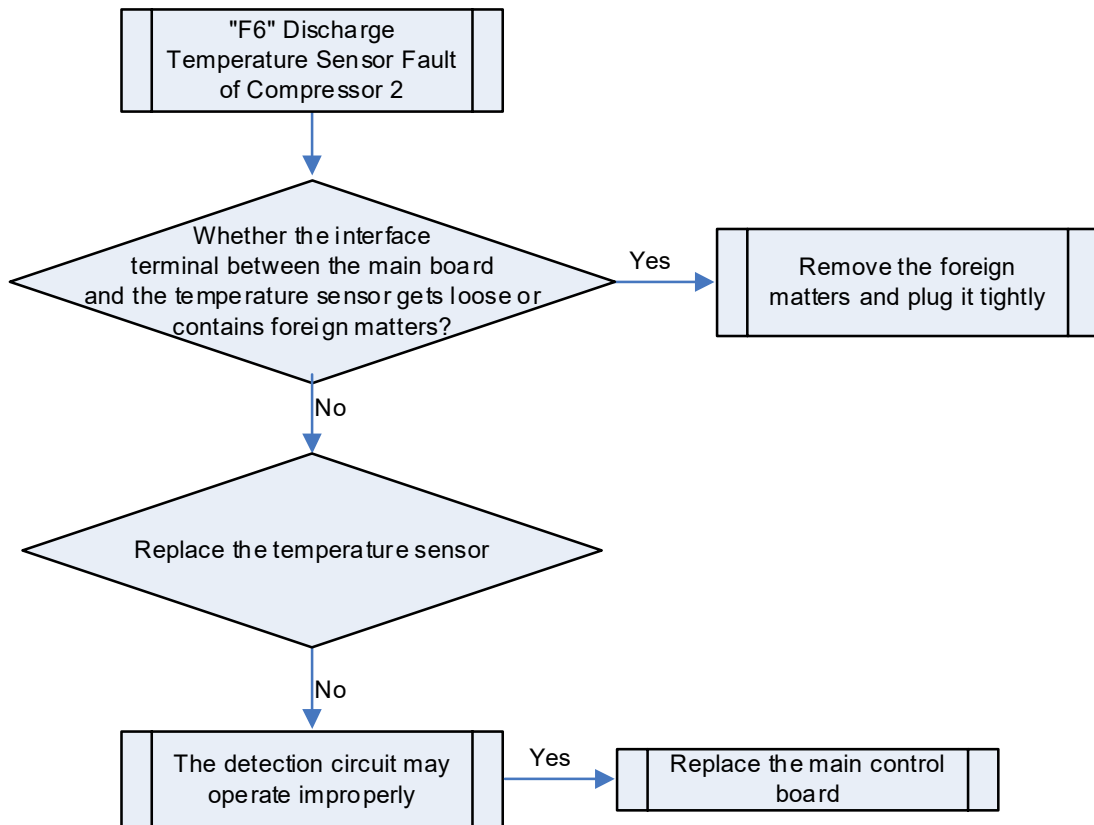 "F6" Discharge
Temperature Sensor Fault
of Compressor 2
Whether the interface
terminal between the main board
and the temperature sensor gets loose or
contains foreign matters?
Yes
Remove the foreign
matters and plug it tightly
No
Replace the temperature sensor
No
The detection circuit may
operate improperly
Yes
Replace the main control
board